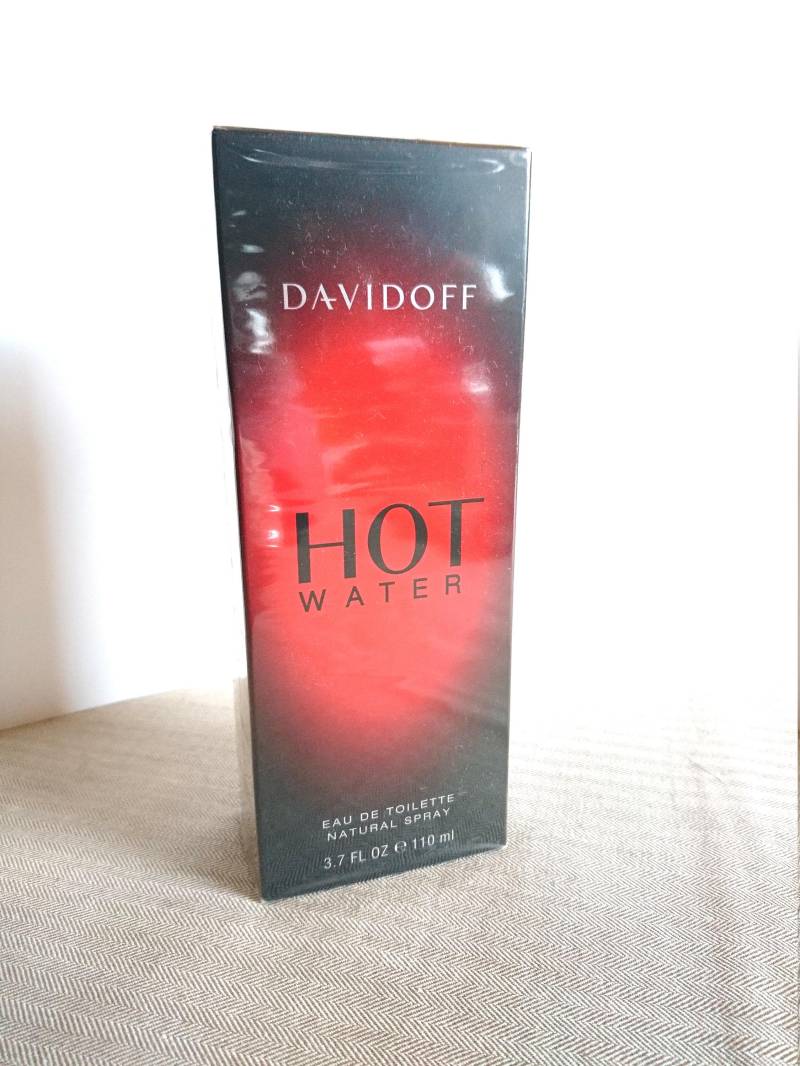 DAVIDOFF
HOT
WATER
EAU DE TOILETTE
NATURAL SPRAY
3.7 FL OZ ℮ 110 ml